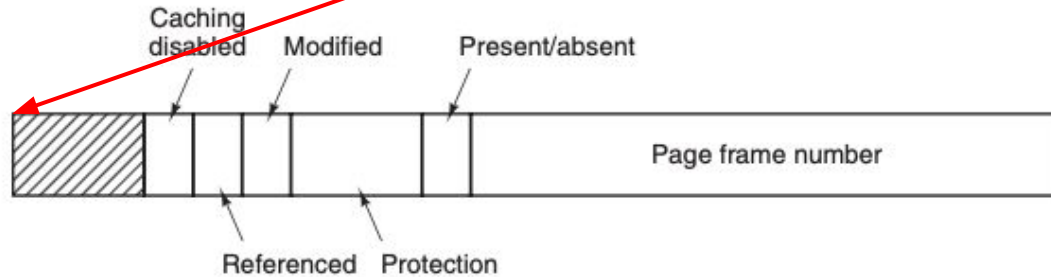 Caching
disabled
Modified
Present/absent
Page frame number
Referenced
Protection